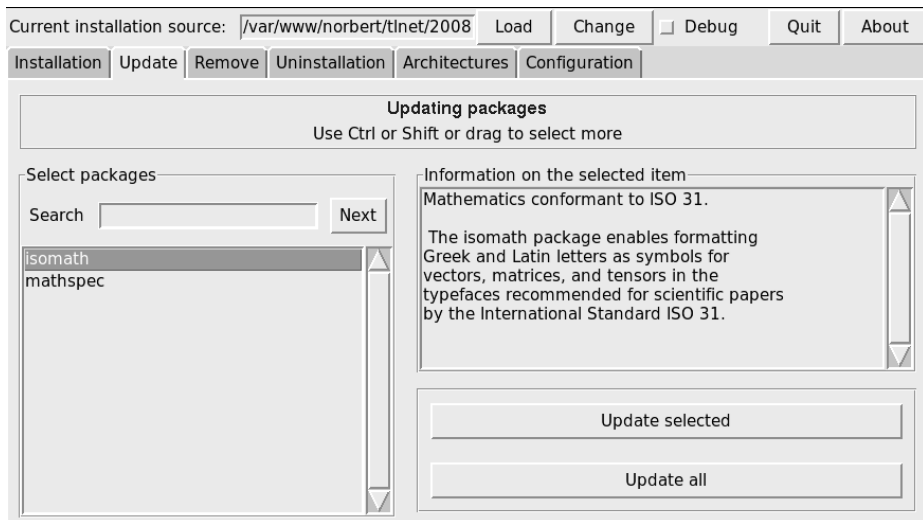 Current installation source: /var/www/norbert/tlnet/2008 Load Change Debug Quit About
Installation Update Remove Uninstallation Architectures Configuration
Updating packages
Use Ctrl or Shift or drag to select more
Select packages
Search Next
isomath
mathspec
Information on the selected item
Mathematics conformant to ISO 31.
The isomath package enables formatting
Greek and Latin letters as symbols for
vectors, matrices, and tensors in the
typefaces recommended for scientific papers
by the International Standard ISO 31.
Update selected
Update all